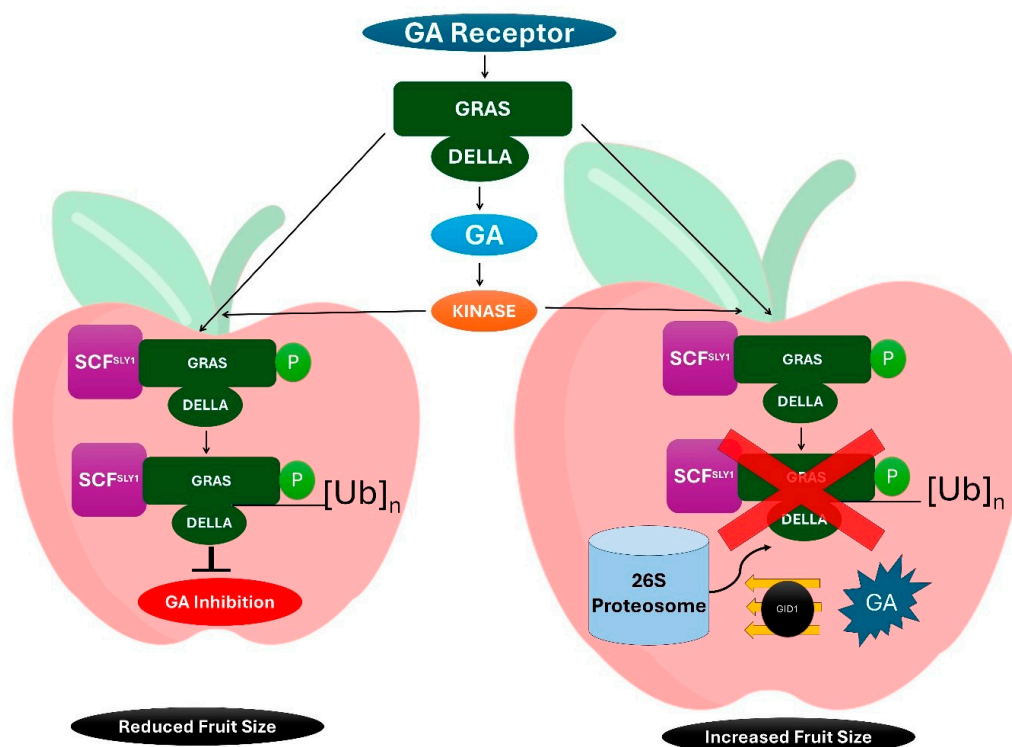 GA Receptor
GRAS
DELLA
GA
KINASE
SCFSLY1
GRAS
P
DELLA
SCFSLY1
GRAS
P
[Ub]n
DELLA
GA Inhibition
Reduced Fruit Size
SCFSLY1
GRAS
P
DELLA
SCFSLY1
GRAS
P
[Ub]n
DELLA
26S
Proteosome
GID1
GA
Increased Fruit Size